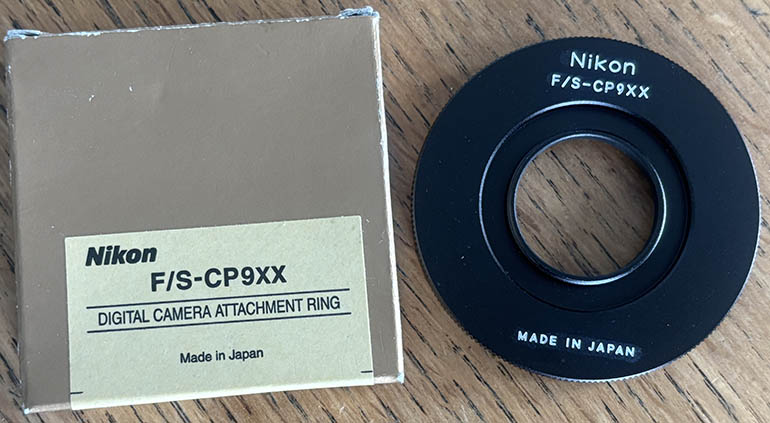 Nikon
F/S-CP9XX
DIGITAL CAMERA ATTACHMENT RING
Made in Japan
Nikon
F/S-CP9XX
MADE IN JAPAN